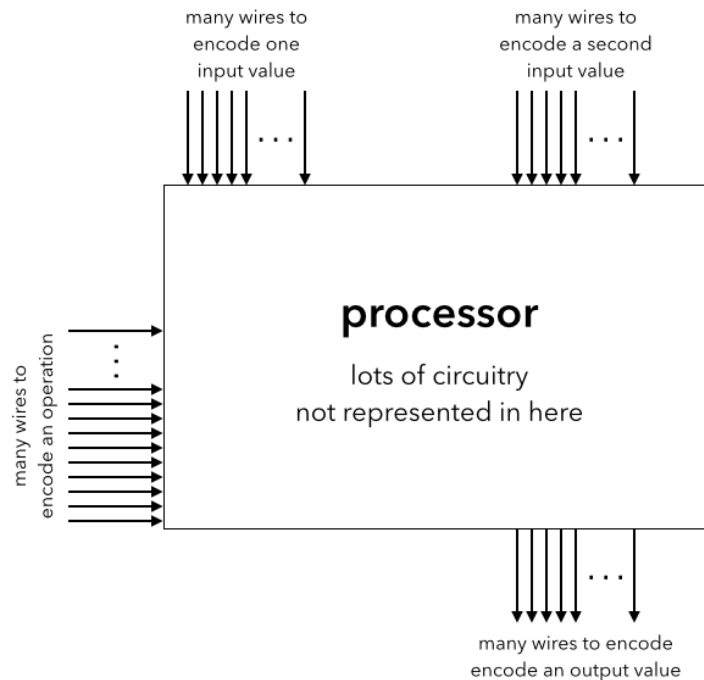 many wires to
encode one
input value
many wires to
encode a second
input value
. . .
. . .
processor
lots of circuitry
not represented in here
many wires to
encode an operation
. . .
. . .
many wires to encode
encode an output value